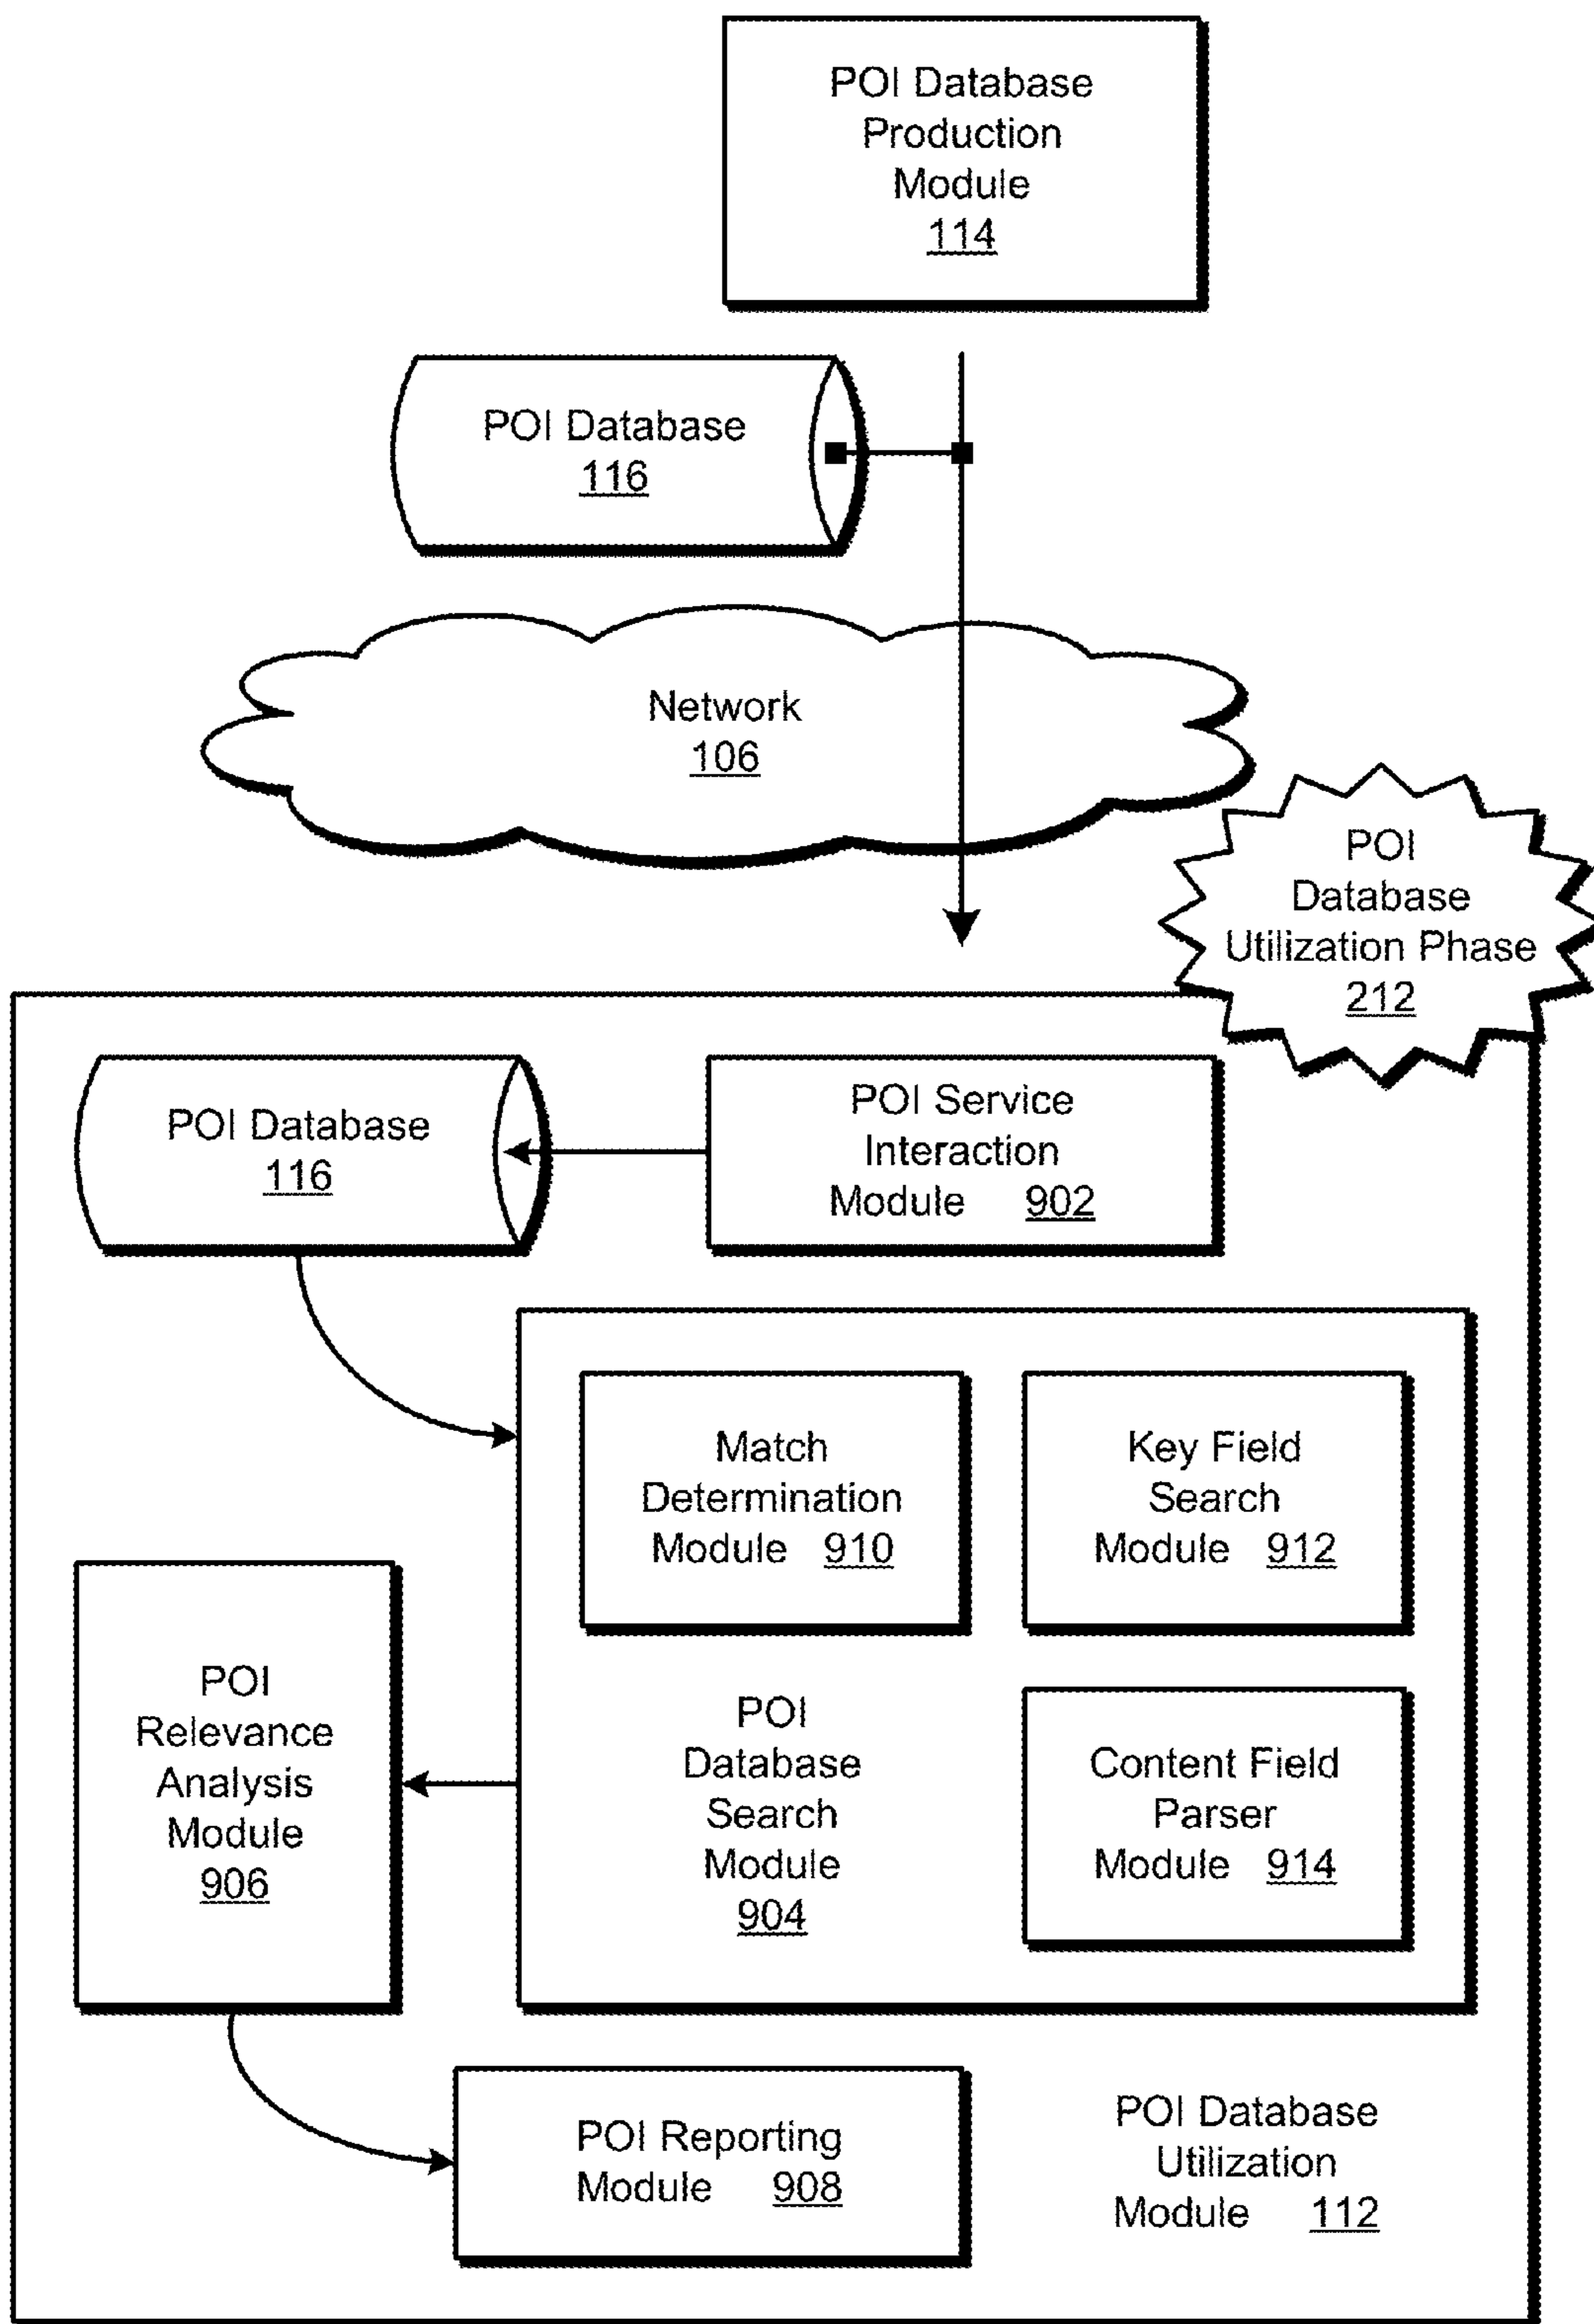 POI Database
Production
Module
114
POI Database
116
Network
106
POI
Database
Utilization Phase
212
POI Database
116
POI Service
Interaction
Module 902
Match
Determination
Module 910
Key Field
Search
Module 912
POI
Relevance
Analysis
Module
906
POI
Database
Search
Module
904
Content Field
Parser
Module 914
POI Reporting
Module 908
POI Database
Utilization
Module 112